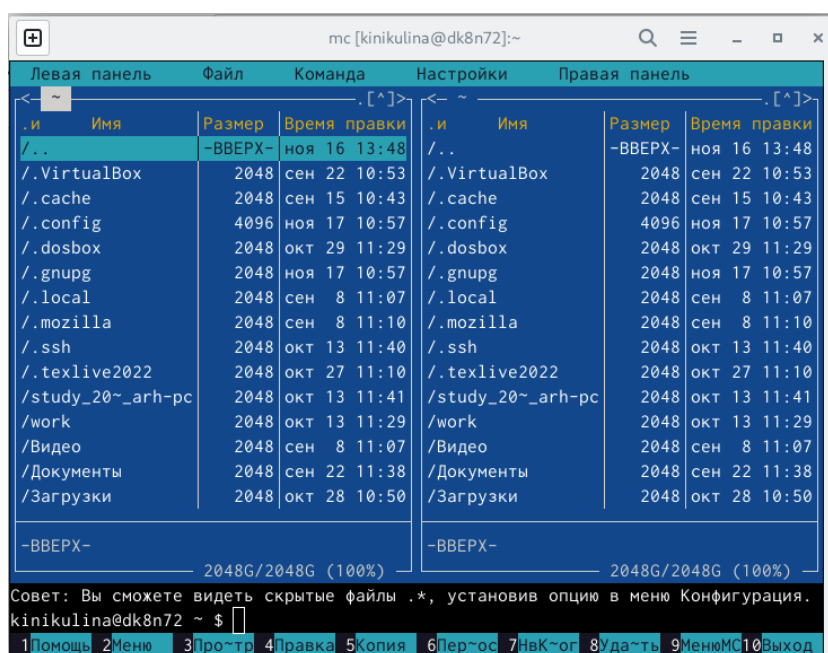 mc [kinikulina@dk8n72]:~
Левая панель Файл Команда Настройки Правая панель
<─ ~ .[^]> <─ ~ .[^]>
.и Имя Размер Время правки .и Имя Размер Время правки
/.. -ВВЕРХ- ноя 16 13:48 /.. -ВВЕРХ- ноя 16 13:48
/.VirtualBox 2048 сен 22 10:53 /.VirtualBox 2048 сен 22 10:53
/.cache 2048 сен 15 10:43 /.cache 2048 сен 15 10:43
/.config 4096 ноя 17 10:57 /.config 4096 ноя 17 10:57
/.dosbox 2048 окт 29 11:29 /.dosbox 2048 окт 29 11:29
/.gnupg 2048 ноя 17 10:57 /.gnupg 2048 ноя 17 10:57
/.local 2048 сен 8 11:07 /.local 2048 сен 8 11:07
/.mozilla 2048 сен 8 11:10 /.mozilla 2048 сен 8 11:10
/.ssh 2048 окт 13 11:40 /.ssh 2048 окт 13 11:40
/.texlive2022 2048 окт 27 11:10 /.texlive2022 2048 окт 27 11:10
/study_20~_arh-pc 2048 окт 13 11:41 /study_20~_arh-pc 2048 окт 13 11:41
/work 2048 окт 13 11:29 /work 2048 окт 13 11:29
/Видео 2048 сен 8 11:07 /Видео 2048 сен 8 11:07
/Документы 2048 сен 22 11:38 /Документы 2048 сен 22 11:38
/Загрузки 2048 окт 28 10:50 /Загрузки 2048 окт 28 10:50
-ВВЕРХ- -ВВЕРХ-
2048G/2048G (100%) 2048G/2048G (100%)
Совет: Вы сможете видеть скрытые файлы .*, установив опцию в меню Конфигурация.
kinikulina@dk8n72 ~ $
1Помощь 2Меню 3Про~тр 4Правка 5Копия 6Пер~ос 7НвК~ог 8Уда~ть 9МенюМС10Выход